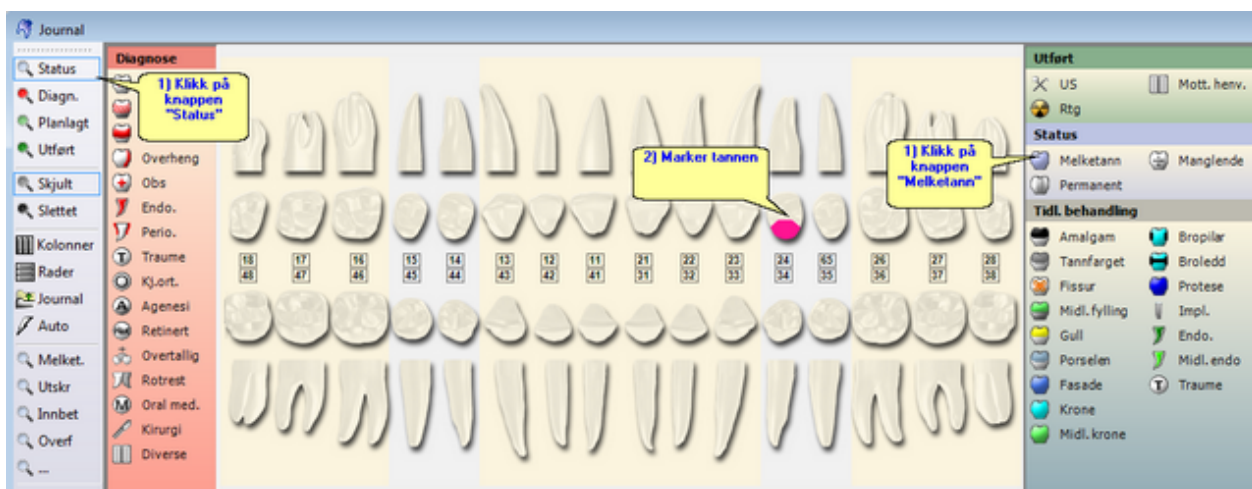 Journal
Status
Diagn.
Planlagt
Utført
Skjult
Slettet
Kolonner
Rader
Journal
Auto
Melket.
Utskr
Innbet
Overf
...
Diagnose
1) Klikk på
knappen
"Status"
Overheng
Obs
Endo.
Perio.
Traume
Kj.ort.
Agenesi
Retinert
Overtallig
Rotrest
Oral med.
Kirurgi
Diverse
2) Marker tannen
1) Klikk på
knappen
"Melketann"
18 17 16 15 14 13 12 11 21 22 23 24 65 26 27 28
48 47 46 45 44 43 42 41 31 32 33 34 35 36 37 38
Utført
US Mott. henv.
Rtg
Status
Melketann Manglende
Permanent
Tidl. behandling
Amalgam Bropilar
Tannfarget Broledd
Fissur Protese
Midl. fylling Impl.
Gull Endo.
Porselen Midl. endo
Fasade Traume
Krone
Midl. krone